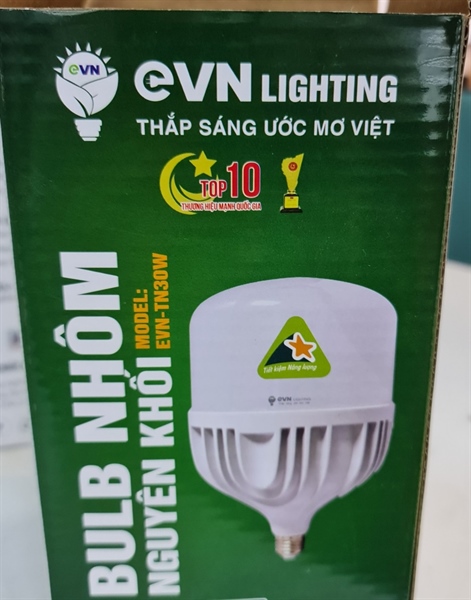 eVN
eVN LIGHTING
THẮP SÁNG ƯỚC MƠ VIỆT
TOP 10
THƯƠNG HIỆU MẠNH QUỐC GIA
BULB NHÔM
NGUYÊN KHỐI
MODEL:
EVN-TN30W
Tiết kiệm Năng lượng
eVN